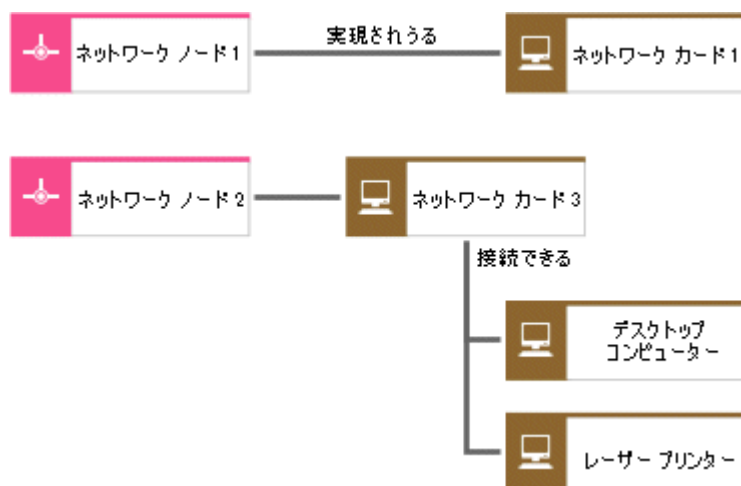 ネットワーク ノード1
実現されうる
ネットワーク カード1
ネットワーク ノード2
ネットワーク カード3
接続できる
デスクトップ
コンピューター
レーザー プリンター